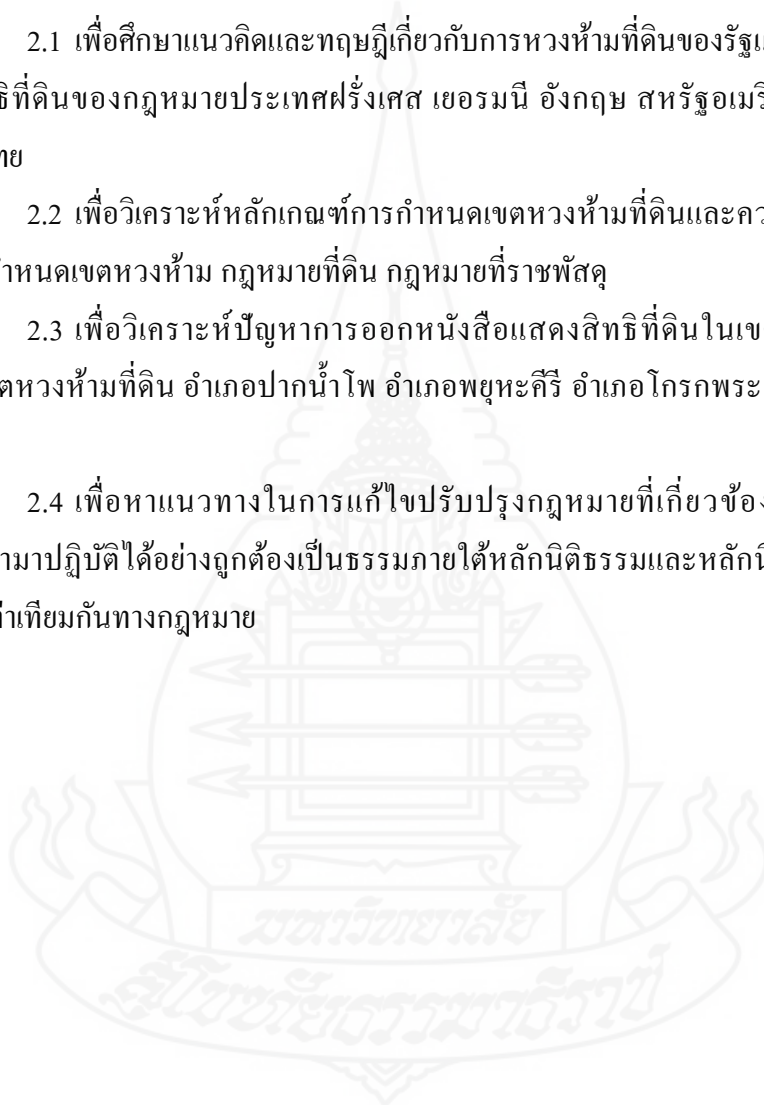 2.1 เพื่อศึกษาแนวคิดและทฤษฎีเกี่ยวกับการหวงห้ามที่ดินของรัฐ
ที่ดินของกฎหมายประเทศฝรั่งเศส เยอรมนี อังกฤษ
2.2 เพื่อวิเคราะห์หลักเกณฑ์การกำหนดเขตหวงห้ามที่ดินและ
กำหนดเขตหวงห้าม กฎหมายที่ดิน กฎหมายที่ราชพัสดุ
2.3 เพื่อวิเคราะห์ปัญหาการออกหนังสือแสดงสิทธิที่ดินใน
หวงห้ามที่ดิน อำเภอปากน้ำโพ อำเภอพยุหะคีรี อำเภอโกรกพระ
2.4 เพื่อหาแนวทางในการแก้ไขปรับปรุงกฎหมายที่เกี่ยวข้อง
มาปฏิบัติได้อย่างถูกต้องเป็นธรรมภายใต้หลักนิติธรรมและ
เทียมกันทางกฎหมาย
มหาวิทยาลัย
สุโขทัยธรรมาธิราช